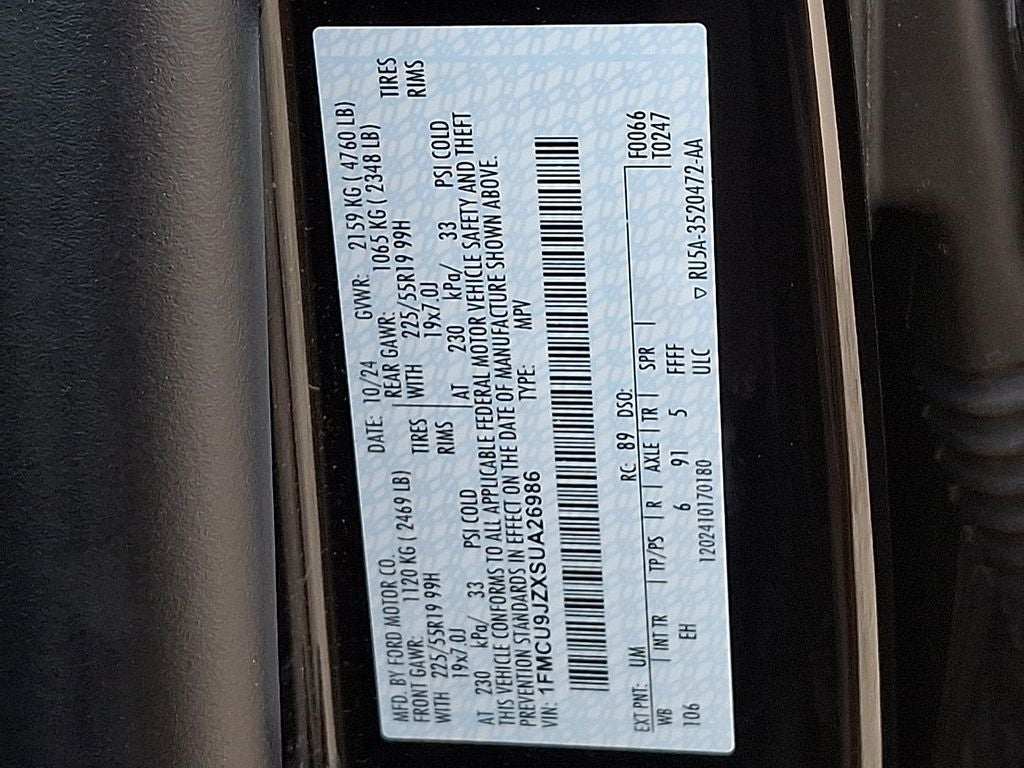 MFD. BY FORD MOTOR CO. DATE: 10/24 GVWR: 2159 KG ( 4760 LB)
FRONT GAWR: 1120 KG ( 2469 LB) REAR GAWR: 1065 KG ( 2348 LB)
WITH 225/55R19 99H TIRES WITH 225/55R19 99H TIRES
19x7.0J RIMS 19x7.0J RIMS
AT 230 kPa/ 33 PSI COLD AT 230 kPa/ 33 PSI COLD
THIS VEHICLE CONFORMS TO ALL APPLICABLE FEDERAL MOTOR VEHICLE SAFETY AND THEFT
PREVENTION STANDARDS IN EFFECT ON THE DATE OF MANUFACTURE SHOWN ABOVE.
VIN: 1FMCU9JZXSUA26986 TYPE: MPV
EXT PNT: UM RC: 89 DSO: F0066
WB INT TR TP/PS R AXLE TR SPR T0247
106 EH 6 91 5 FFFF
1202410170180 ULC ▽ RU5A-3520472-AA